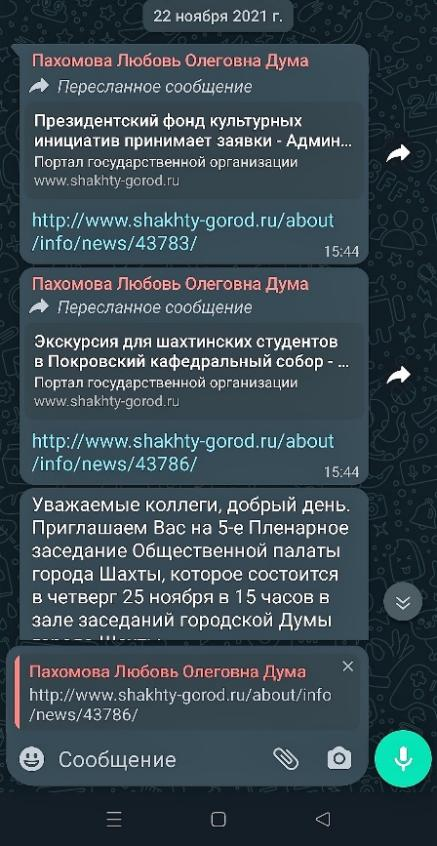 22 ноября 2021 г.
Пахомова Любовь Олеговна Дума
Пересланное сообщение
Президентский фонд культурных
инициатив принимает заявки - Админ...
Портал государственной организации
www.shakhty-gorod.ru
http://www.shakhty-gorod.ru/about
/info/news/43783/
15:44
Пахомова Любовь Олеговна Дума
Пересланное сообщение
Экскурсия для шахтинских студентов
в Покровский кафедральный собор - ...
Портал государственной организации
www.shakhty-gorod.ru
http://www.shakhty-gorod.ru/about
/info/news/43786/
15:44
Уважаемые коллеги, добрый день.
Приглашаем Вас на 5-е Пленарное
заседание Общественной палаты
города Шахты, которое состоится
в четверг 25 ноября в 15 часов в
зале заседаний городской Думы
Пахомова Любовь Олеговна Дума
http://www.shakhty-gorod.ru/about/info
/news/43786/
Сообщение